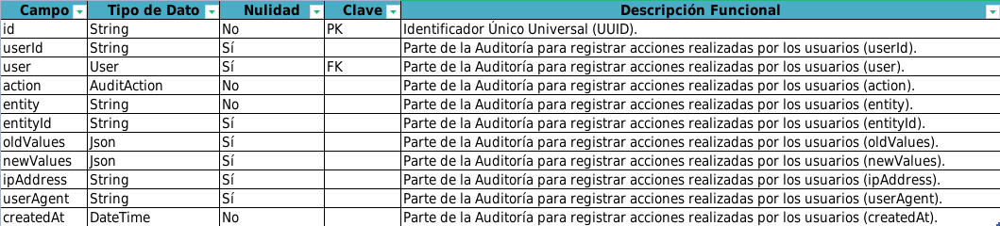 Campo Tipo de Dato Nulidad Clave Descripción Funcional
id String No PK Identificador Único Universal (UUID).
userId String Sí Parte de la Auditoría para registrar acciones realizadas por los usuarios (userId).
user User Sí FK Parte de la Auditoría para registrar acciones realizadas por los usuarios (user).
action AuditAction No Parte de la Auditoría para registrar acciones realizadas por los usuarios (action).
entity String No Parte de la Auditoría para registrar acciones realizadas por los usuarios (entity).
entityId String Sí Parte de la Auditoría para registrar acciones realizadas por los usuarios (entityId).
oldValues Json Sí Parte de la Auditoría para registrar acciones realizadas por los usuarios (oldValues).
newValues Json Sí Parte de la Auditoría para registrar acciones realizadas por los usuarios (newValues).
ipAddress String Sí Parte de la Auditoría para registrar acciones realizadas por los usuarios (ipAddress).
userAgent String Sí Parte de la Auditoría para registrar acciones realizadas por los usuarios (userAgent).
createdAt DateTime No Parte de la Auditoría para registrar acciones realizadas por los usuarios (createdAt).